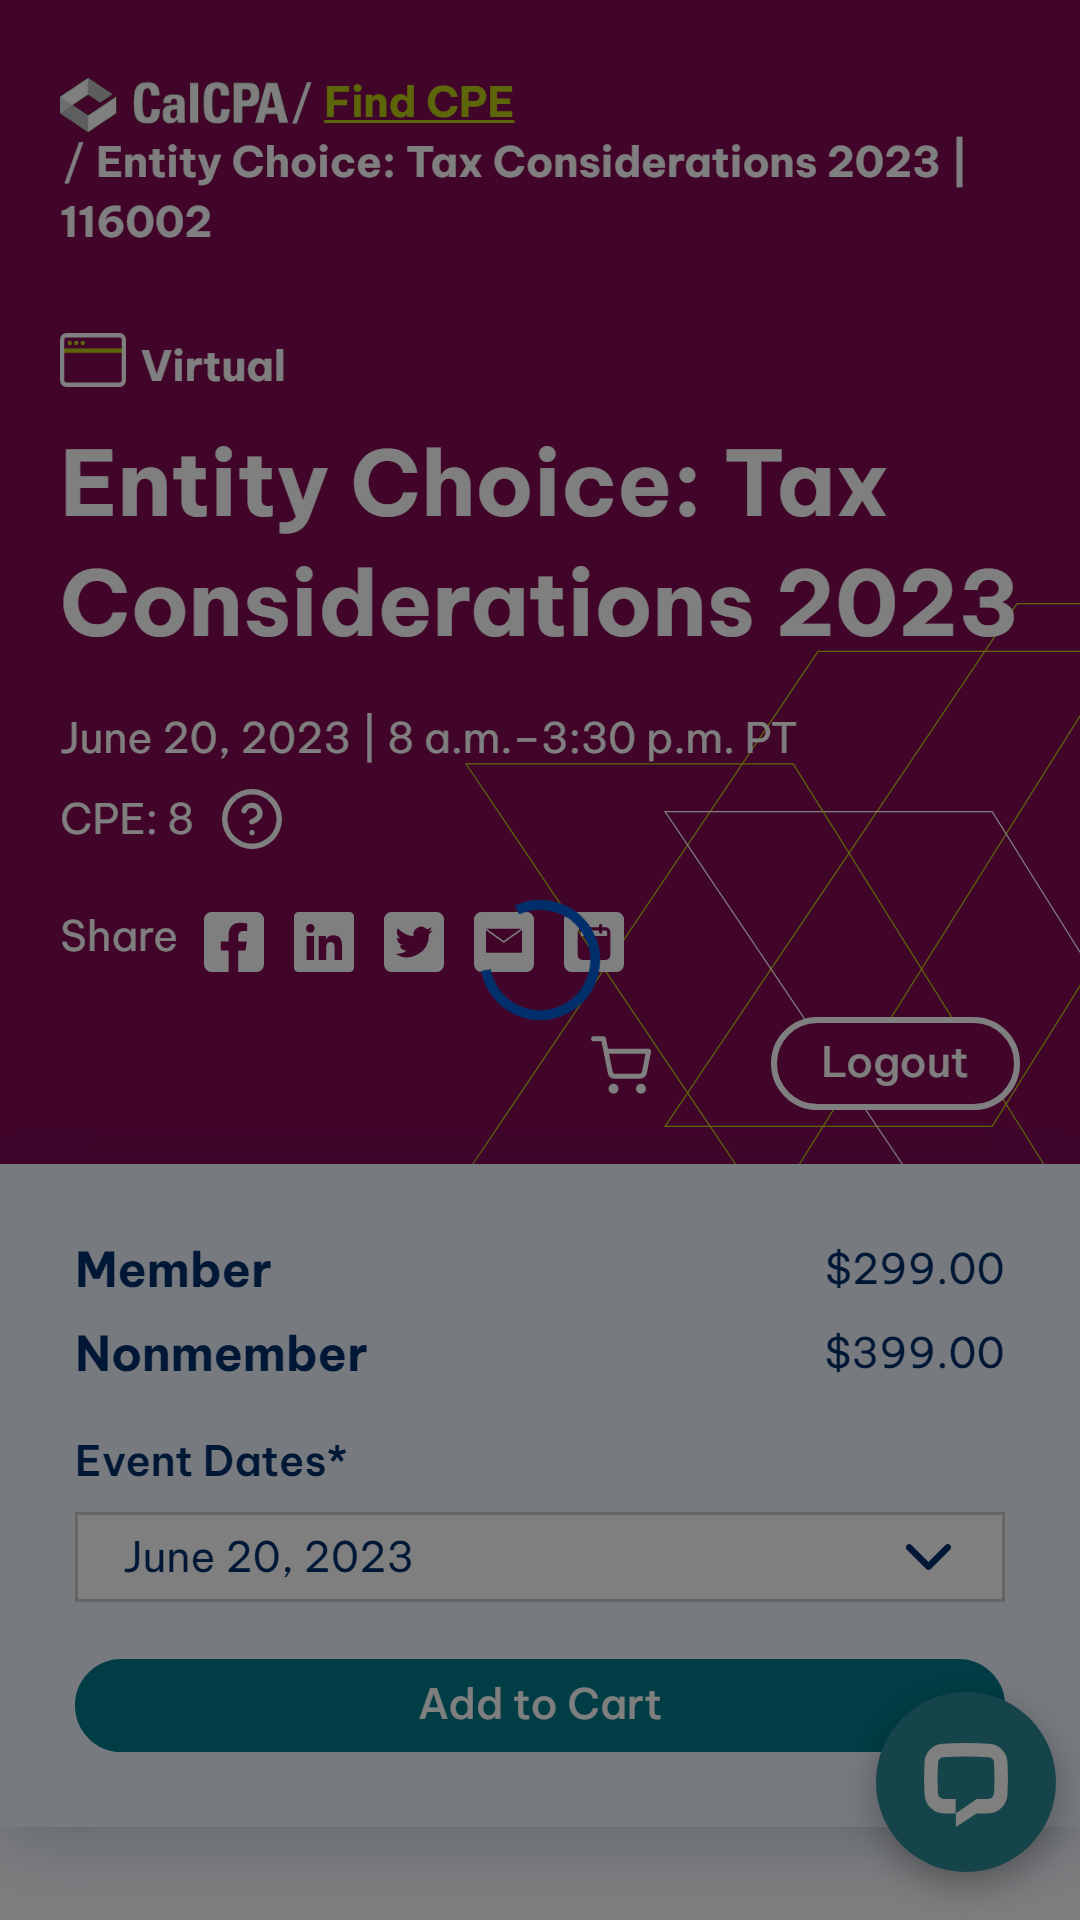 CalCPA / Find CPE
/ Entity Choice: Tax Considerations 2023 |
116002
Virtual
Entity Choice: Tax
Considerations 2023
June 20, 2023 | 8 a.m.–3:30 p.m. PT
CPE: 8 ?
Share
Logout
Member $299.00
Nonmember $399.00
Event Dates*
June 20, 2023
Add to Cart